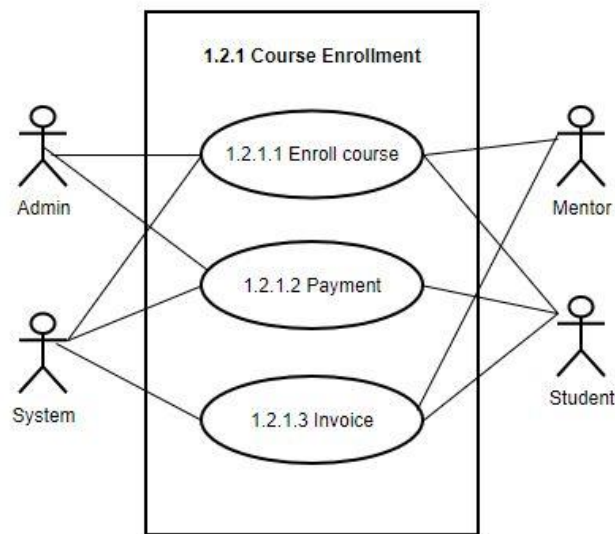 1.2.1 Course Enrollment
1.2.1.1 Enroll course
Admin
Mentor
1.2.1.2 Payment
System
Student
1.2.1.3 Invoice